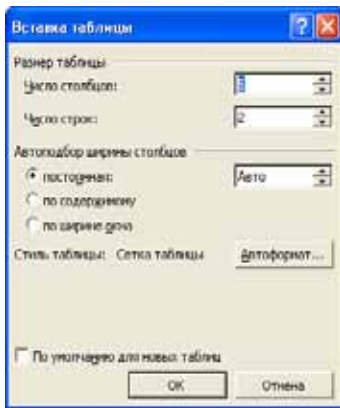 Вставка таблицы
Размер таблицы
Число столбцов:
Число строк: 2
Автоподбор ширины столбцов
постоянная: Авто
по содержимому
по ширине окна
Стиль таблицы: Сетка таблицы Автоформат...
По умолчанию для новых таблиц
ОК Отмена